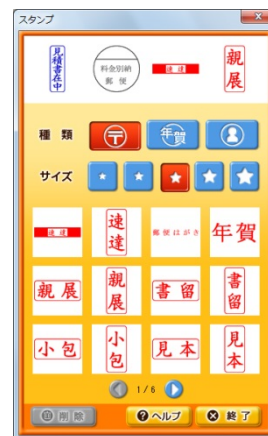 スタンプ
見積書在中
料金別納
郵便
速達
親展
種類
〒
年賀
サイズ
速達
速達
郵便はがき
年賀
親展
親展
書留
書留
小包
小包
見本
見本
1/6
削除
ヘルプ
終了